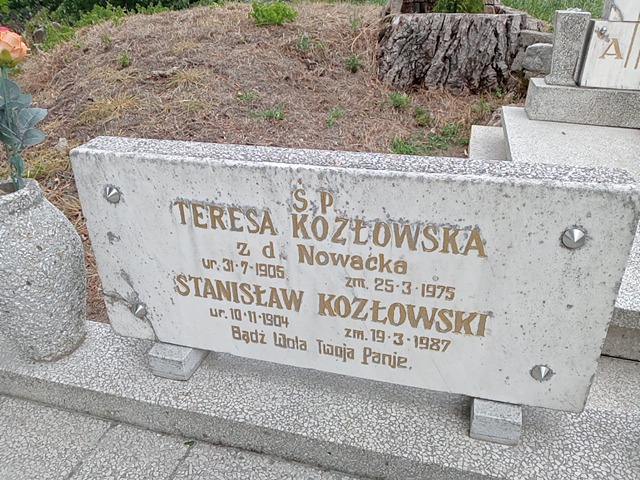 Ś.P.
TERESA KOZŁOWSKA
Z d. Nowacka
ur. 31·7·1905 zm. 25·3·1975
STANISŁAW KOZŁOWSKI
ur. 10·11·1904 zm. 19·3·1987
Bądź Wola Twoja Panie.
A